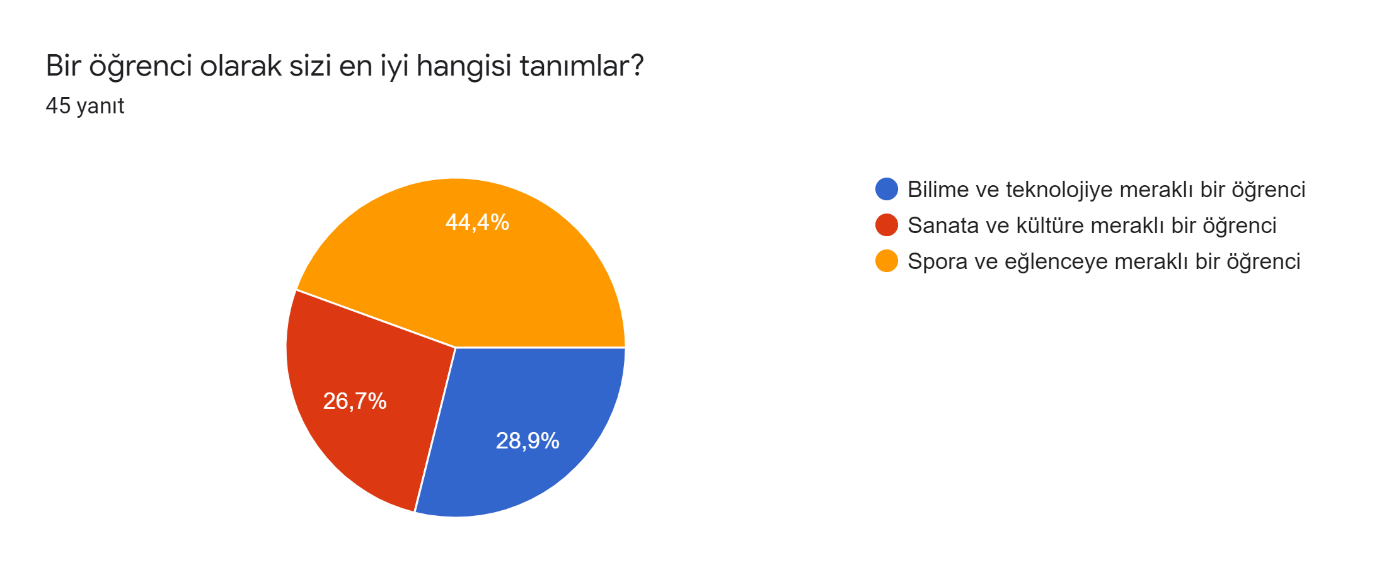 Bir öğrenci olarak sizi en iyi hangisi tanımlar?
45 yanıt
44,4%
26,7%
28,9%
Bilime ve teknolojiye meraklı bir öğrenci
Sanata ve kültüre meraklı bir öğrenci
Spora ve eğlenceye meraklı bir öğrenci